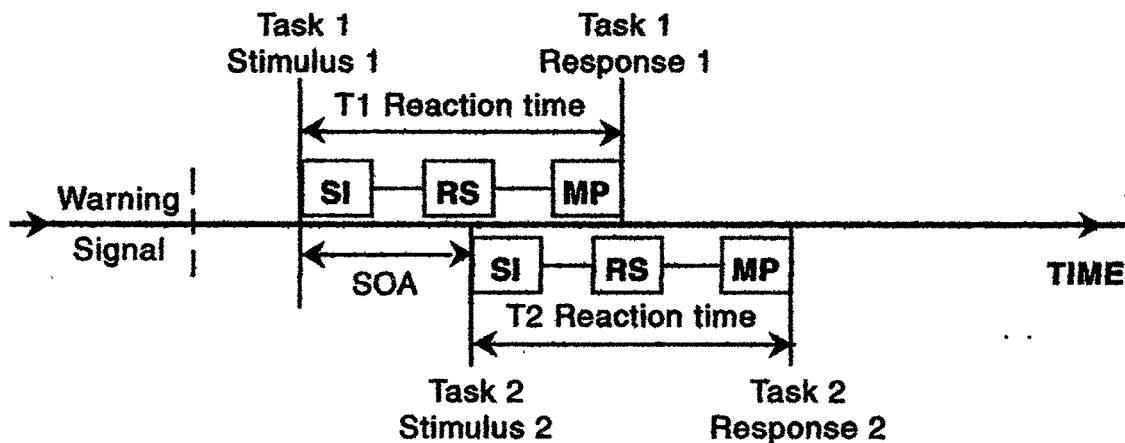 Task 1
Stimulus 1
Task 1
Response 1
T1 Reaction time
SI
RS
MP
Warning
Signal
SOA
SI
RS
MP
TIME
T2 Reaction time
Task 2
Stimulus 2
Task 2
Response 2